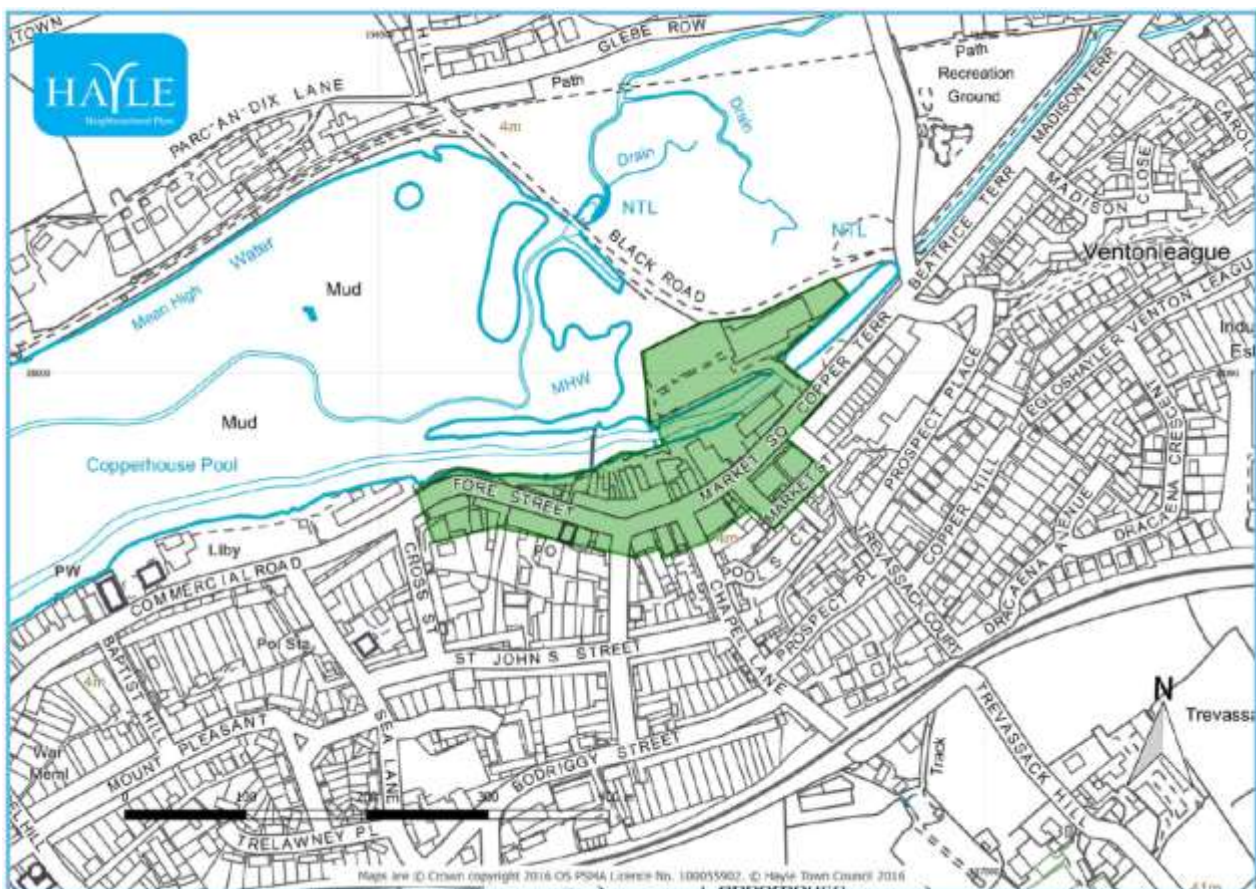 HAYLE
Neighbourhood Plan
PARC-AN-DIX LANE
HILL
GLEBE ROW
Path
4m
Drain
Drain
NTL
Path
Recreation
Ground
MADISON TERR
MADISON
CLOSE
BEATRICE TERR
NTL
Ventonleague
BLACK ROAD
Mean High
Water
Mud
MHW
Mud
Copperhouse Pool
COPPER TERR
MARKET SQ
MARKET ST
FORE STREET
PROSPECT PLACE
COPPER HILL
DRACAENA AVENUE
DRACAENA CRESCEN
TREVASSACK COURT
PROSPECT PL
CHAPEL LANE
PO
4m
PW
Liby
COMMERCIAL ROAD
CROSS ST
Pol Sta
ST JOHN S STREET
BAPTIST HILL
4m
MOUNT PLEASANT
SEA LANE
BODRIGGY STREET
War
Meml
TRELAWNEY PL
TREVASSACK HILL
Track
N
Trevass
0 100 200 300 400 m
Maps are © Crown copyright 2016 OS PSMA Licence No. 100055902. © Hayle Town Council 2016